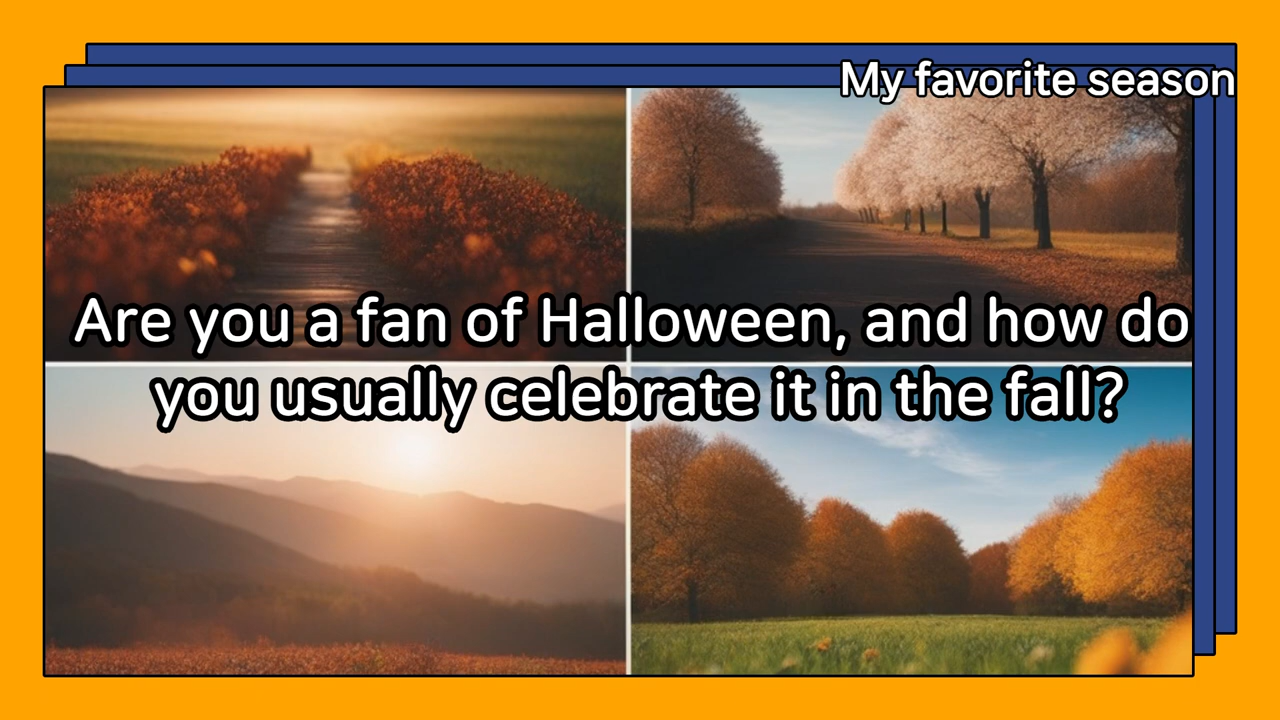 My favorite season
Are you a fan of Halloween, and how do
you usually celebrate it in the fall?